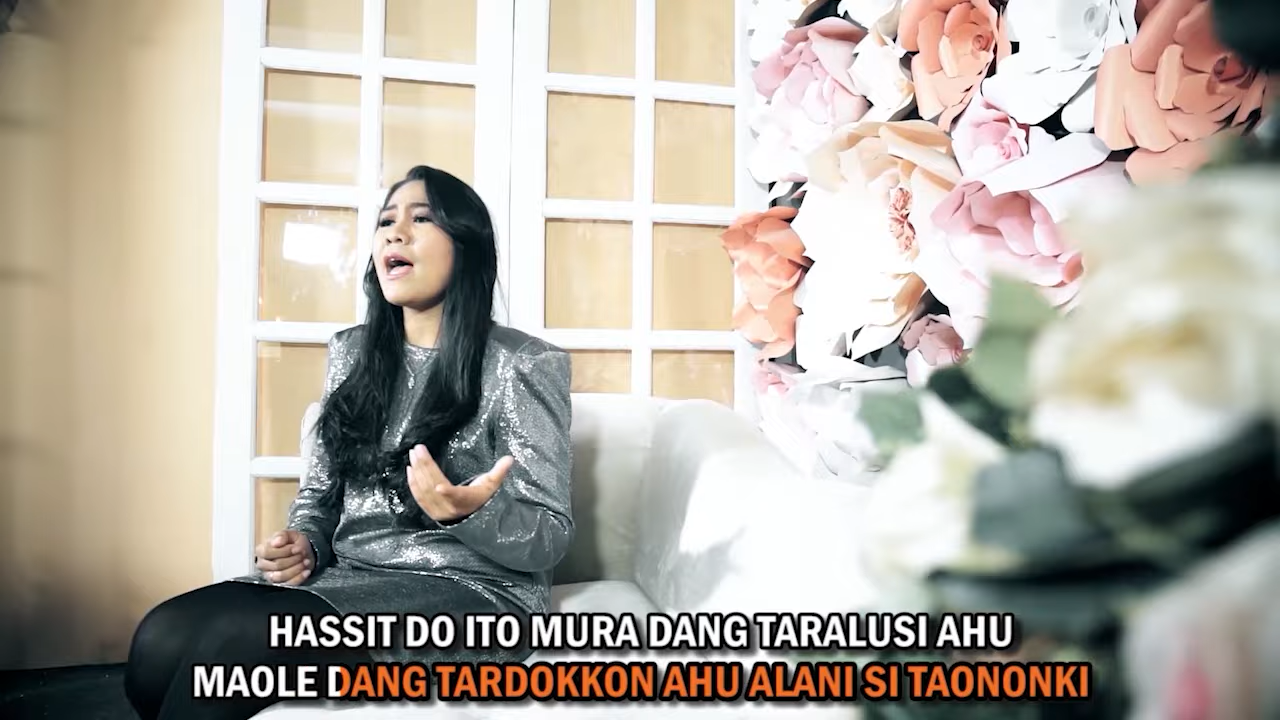 HASSIT DO ITO MURA DANG TARALUSI AHU
MAOLE DANG TARDOKKON AHU ALANI SI TAONONKI